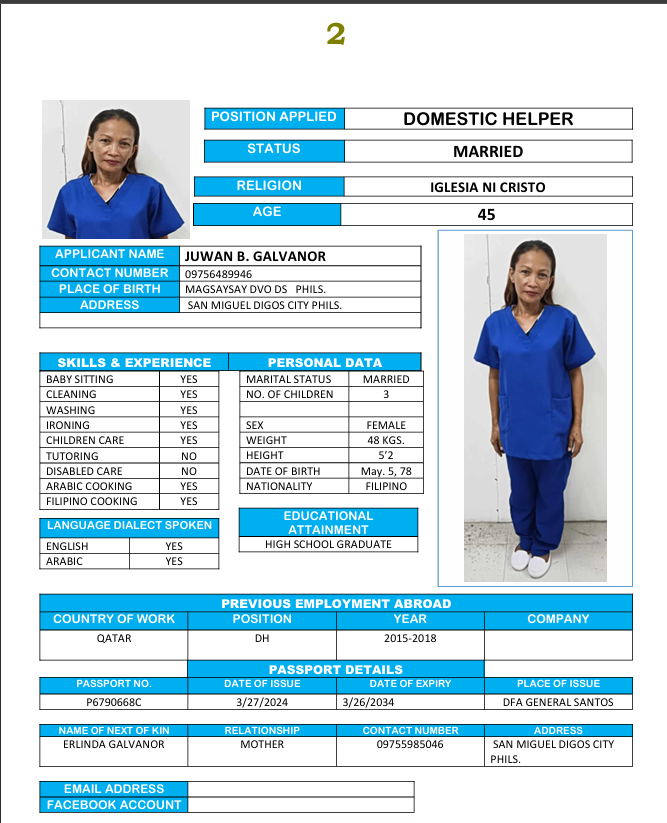 2
POSITION APPLIED DOMESTIC HELPER
STATUS MARRIED
RELIGION IGLESIA NI CRISTO
AGE 45
APPLICANT NAME JUWAN B. GALVANOR
CONTACT NUMBER 09756489946
PLACE OF BIRTH MAGSAYSAY DVO DS PHILS.
ADDRESS SAN MIGUEL DIGOS CITY PHILS.
SKILLS & EXPERIENCE
BABY SITTING YES
CLEANING YES
WASHING YES
IRONING YES
CHILDREN CARE YES
TUTORING NO
DISABLED CARE NO
ARABIC COOKING YES
FILIPINO COOKING YES
LANGUAGE DIALECT SPOKEN
ENGLISH YES
ARABIC YES
PERSONAL DATA
MARITAL STATUS MARRIED
NO. OF CHILDREN 3
SEX FEMALE
WEIGHT 48 KGS.
HEIGHT 5'2
DATE OF BIRTH May. 5, 78
NATIONALITY FILIPINO
EDUCATIONAL
ATTAINMENT
HIGH SCHOOL GRADUATE
PREVIOUS EMPLOYMENT ABROAD
COUNTRY OF WORK POSITION YEAR COMPANY
QATAR DH 2015-2018
PASSPORT DETAILS
PASSPORT NO. DATE OF ISSUE DATE OF EXPIRY PLACE OF ISSUE
P6790668C 3/27/2024 3/26/2034 DFA GENERAL SANTOS
NAME OF NEXT OF KIN RELATIONSHIP CONTACT NUMBER ADDRESS
ERLINDA GALVANOR MOTHER 09755985046 SAN MIGUEL DIGOS CITY
PHILS.
EMAIL ADDRESS
FACEBOOK ACCOUNT